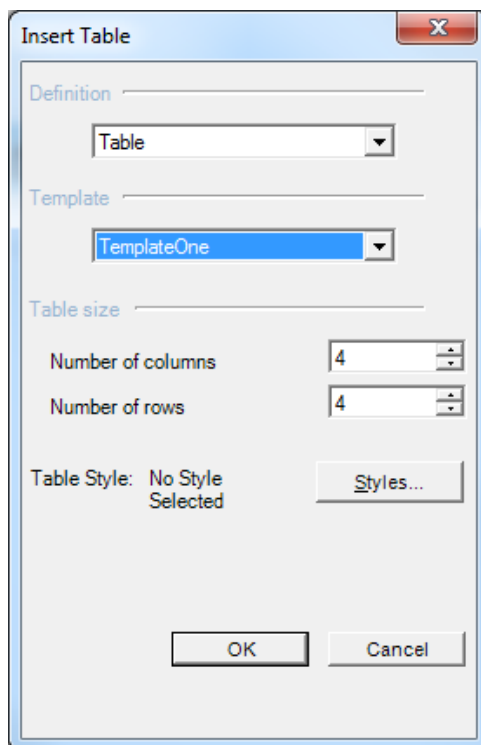 Insert Table
Definition
Table
Template
TemplateOne
Table size
Number of columns 4
Number of rows 4
Table Style: No Style Selected
Styles...
OK Cancel